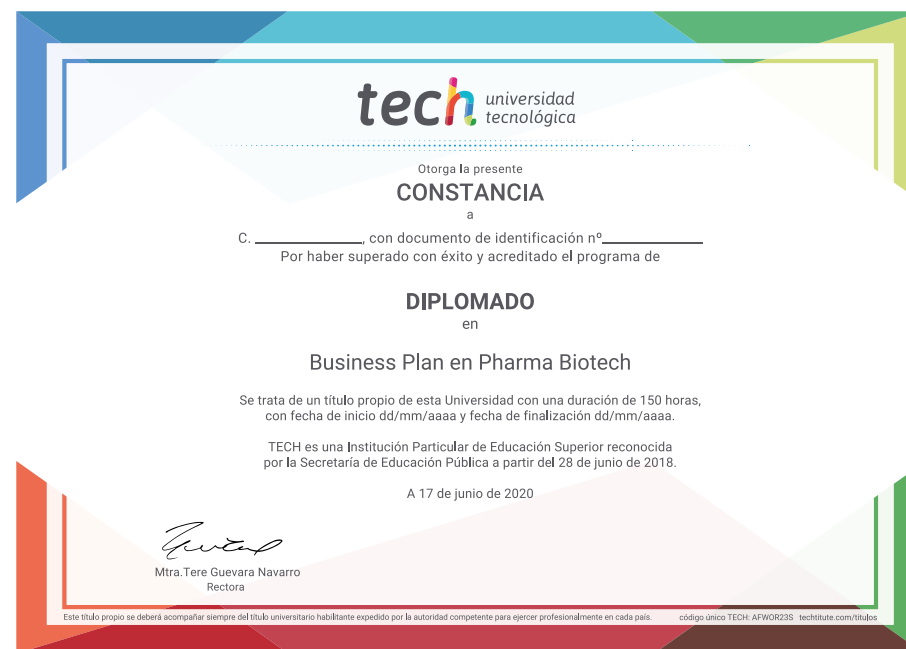 tech universidad
tecnológica
Otorga la presente
CONSTANCIA
a
C. ____________, con documento de identificación nº____________
Por haber superado con éxito y acreditado el programa de
DIPLOMADO
en
Business Plan en Pharma Biotech
Se trata de un título propio de esta Universidad con una duración de 150 horas,
con fecha de inicio dd/mm/aaaa y fecha de finalización dd/mm/aaaa.
TECH es una Institución Particular de Educación Superior reconocida
por la Secretaría de Educación Pública a partir del 28 de junio de 2018.
A 17 de junio de 2020
Mtra.Tere Guevara Navarro
Rectora
Este título propio se deberá acompañar siempre del título universitario habilitante expedido por la autoridad competente para ejercer profesionalmente en cada país. código único TECH: AFWOR23S techtitute.com/titulos